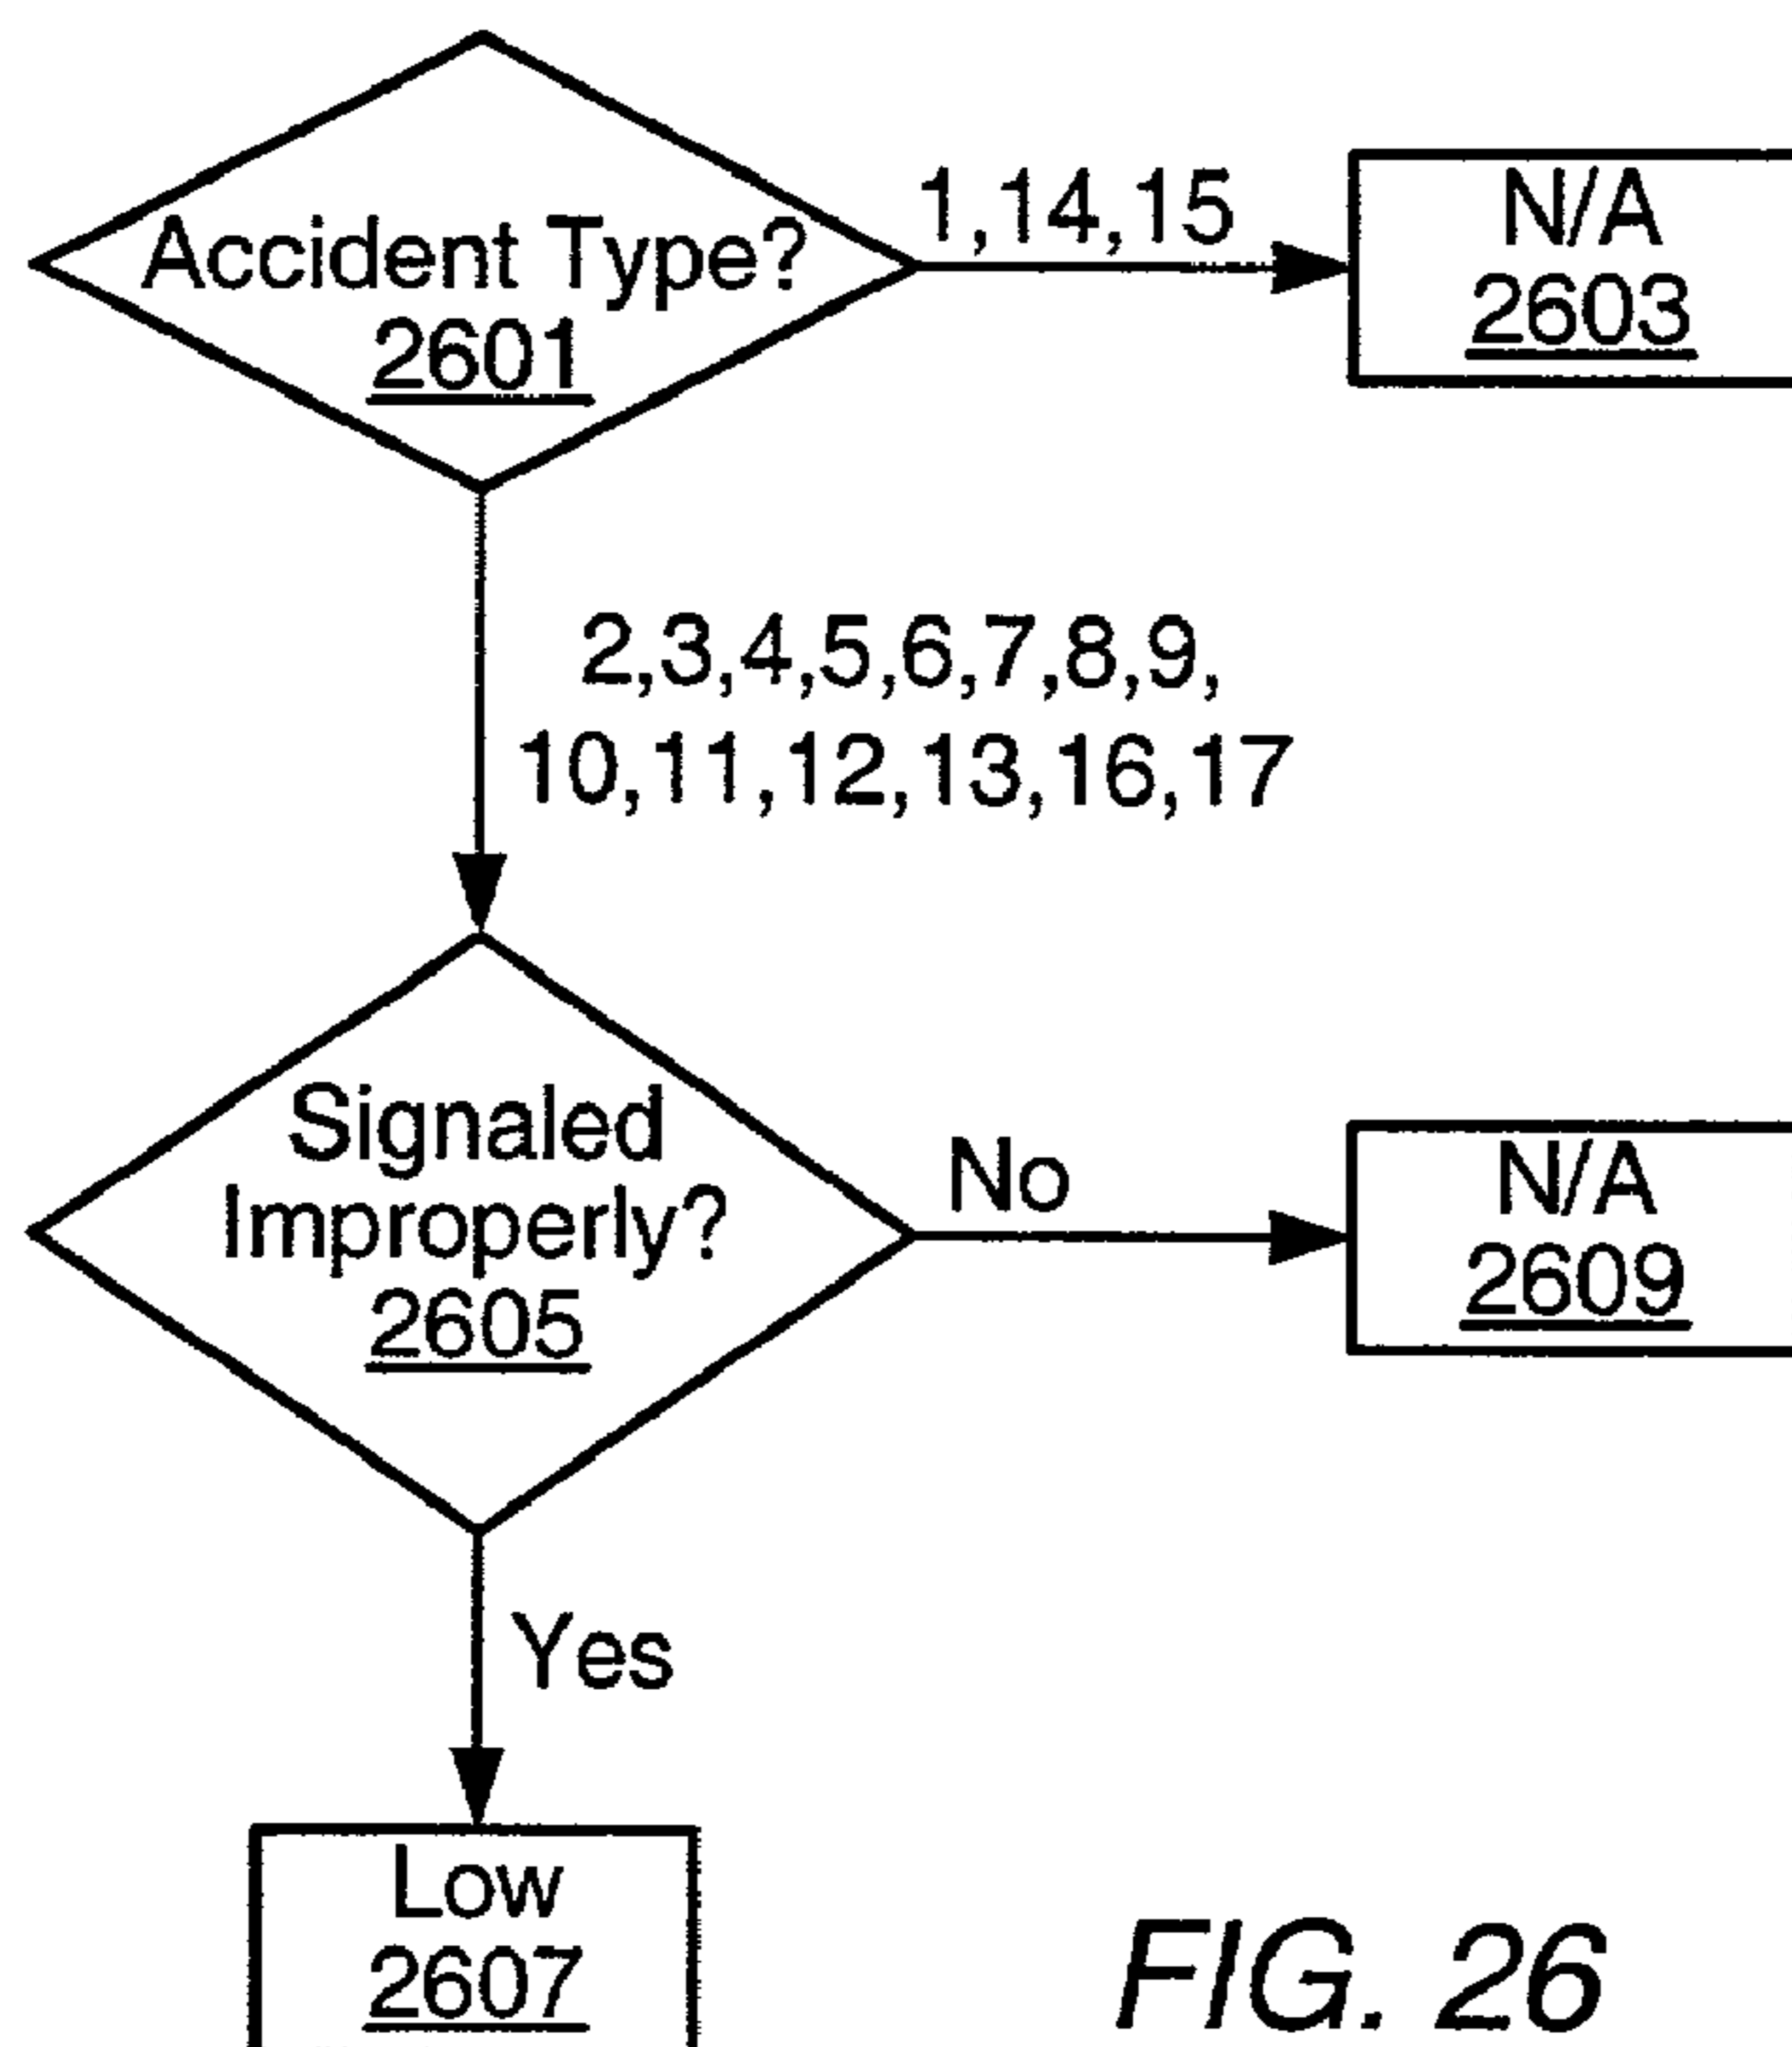 Accident Type?
2601
1,14,15
N/A
2603
2,3,4,5,6,7,8,9,
10,11,12,13,16,17
Signaled
Improperly?
2605
No
N/A
2609
Yes
Low
2607
FIG. 26